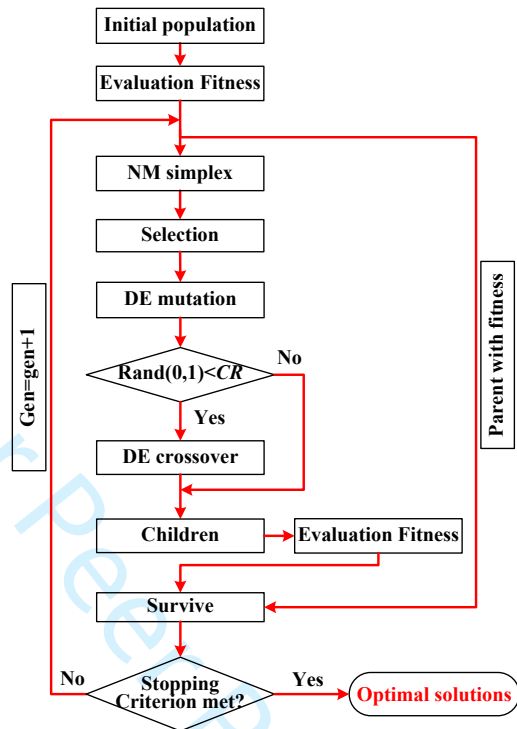 Initial population
Evaluation Fitness
NM simplex
Selection
DE mutation
Rand(0,1)<CR
No
Yes
DE crossover
Children
Evaluation Fitness
Survive
Stopping
Criterion met?
No
Yes
Optimal solutions
Gen=gen+1
Parent with fitness
Peer